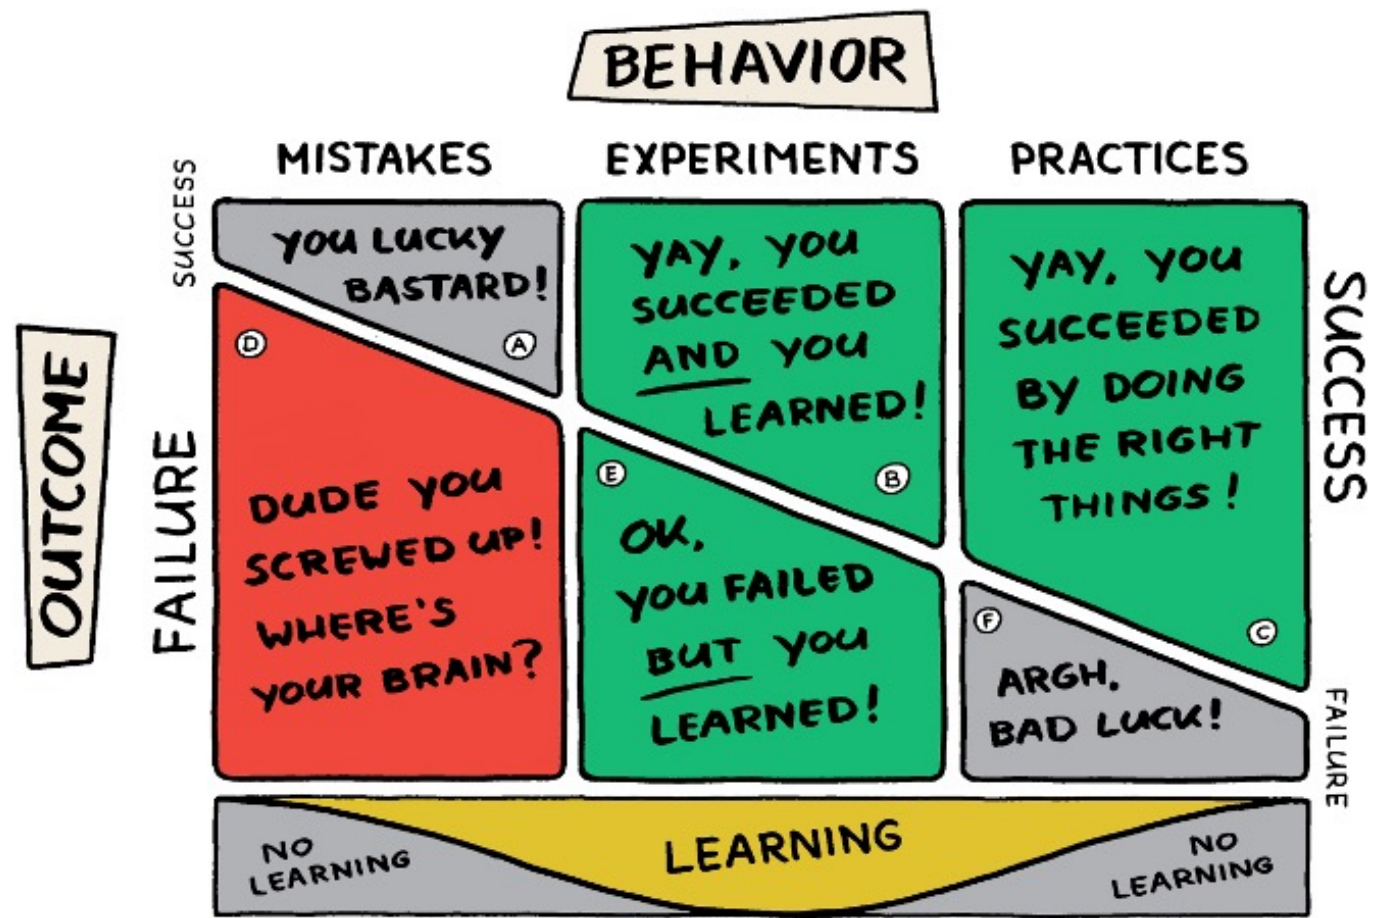 BEHAVIOR
MISTAKES
EXPERIMENTS
PRACTICES
OUTCOME
SUCCESS
FAILURE
YOU LUCKY
BASTARD!
A
D
DUDE YOU
SCREWED UP!
WHERE'S
YOUR BRAIN?
YAY, YOU
SUCCEEDED
AND YOU
LEARNED!
B
E
OK,
YOU FAILED
BUT YOU
LEARNED!
YAY, YOU
SUCCEEDED
BY DOING
THE RIGHT
THINGS!
C
F
ARGH.
BAD LUCK!
SUCCESS
FAILURE
NO
LEARNING
LEARNING
NO
LEARNING